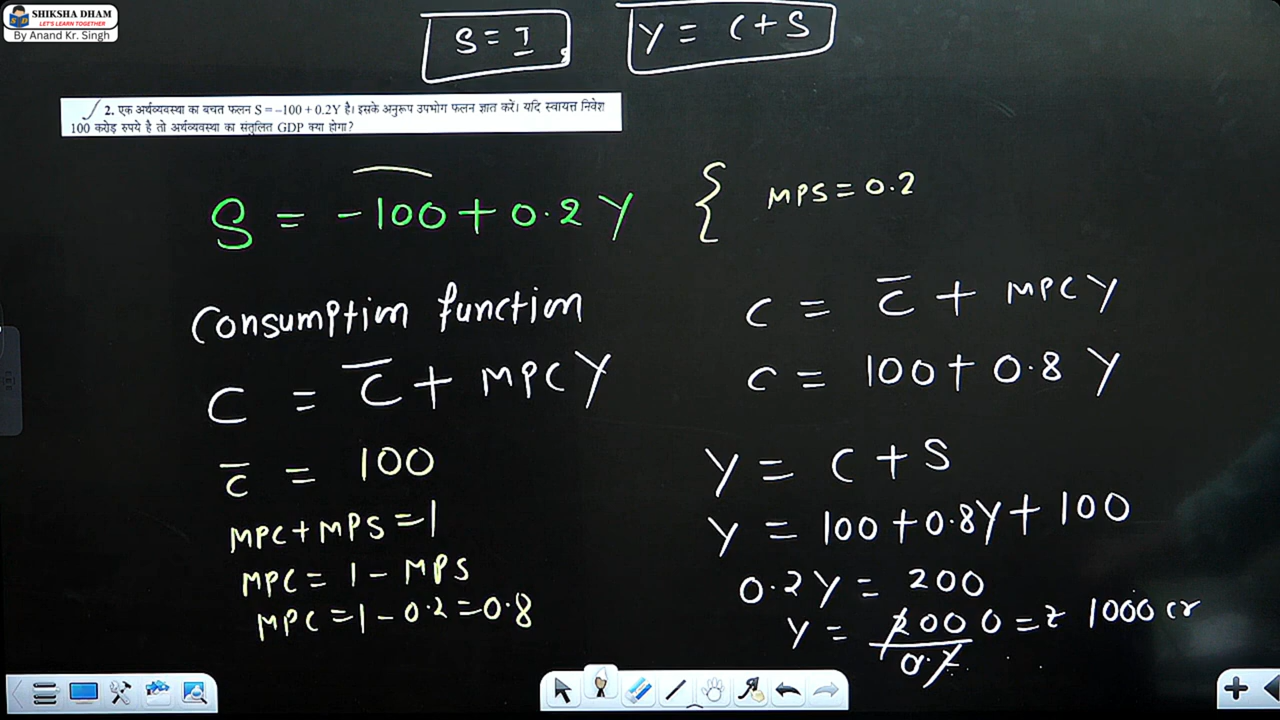 SHIKSHA DHAM
LET'S LEARN TOGETHER
By Anand Kr. Singh
S = I
Y = C + S
2. एक अर्थव्यवस्था का बचत फलन S = –100 + 0.2Y है। इसके अनुरूप उपभोग फलन ज्ञात करें। यदि स्वायत्त निवेश
100 करोड़ रुपये है तो अर्थव्यवस्था का संतुलित GDP क्या होगा?
S = -100 + 0.2 Y
MPS = 0.2
Consumption function
C = C̅ + MPC Y
C̅ = 100
MPC + MPS = 1
MPC = 1 - MPS
MPC = 1 - 0.2 = 0.8
C = C̅ + MPC Y
C = 100 + 0.8 Y
Y = C + S
Y = 100 + 0.8Y + 100
0.2 Y = 200
Y = 2000 = ₹ 1000 cr
0.2